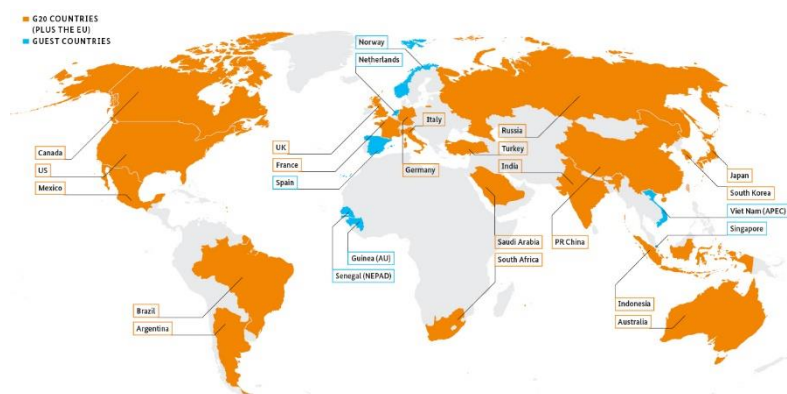 G20 COUNTRIES
(PLUS THE EU)
GUEST COUNTRIES
Norway
Netherlands
Italy
Russia
Canada
UK
Turkey
US
France
Germany
India
Japan
Mexico
Spain
South Korea
Viet Nam (APEC)
Singapore
Guinea (AU)
Saudi Arabia
PR China
Senegal (NEPAD)
South Africa
Brazil
Indonesia
Argentina
Australia